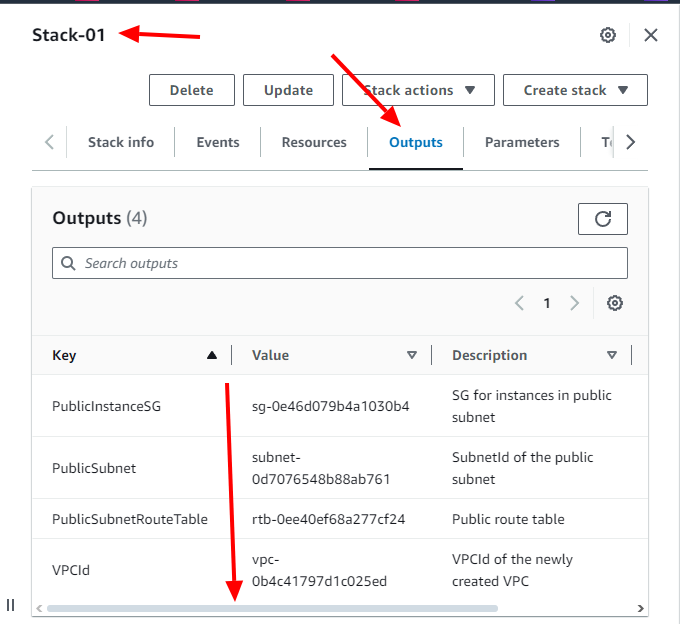 Stack-01
Delete Update Stack actions Create stack
Stack info Events Resources Outputs Parameters
Outputs (4)
Search outputs
1
Key Value Description
PublicInstanceSG sg-0e46d079b4a1030b4 SG for instances in public
subnet
PublicSubnet subnet-
0d7076548b88ab761 SubnetId of the public
subnet
PublicSubnetRouteTable rtb-0ee40ef68a277cf24 Public route table
VPCId vpc-
0b4c41797d1c025ed VPCId of the newly
created VPC